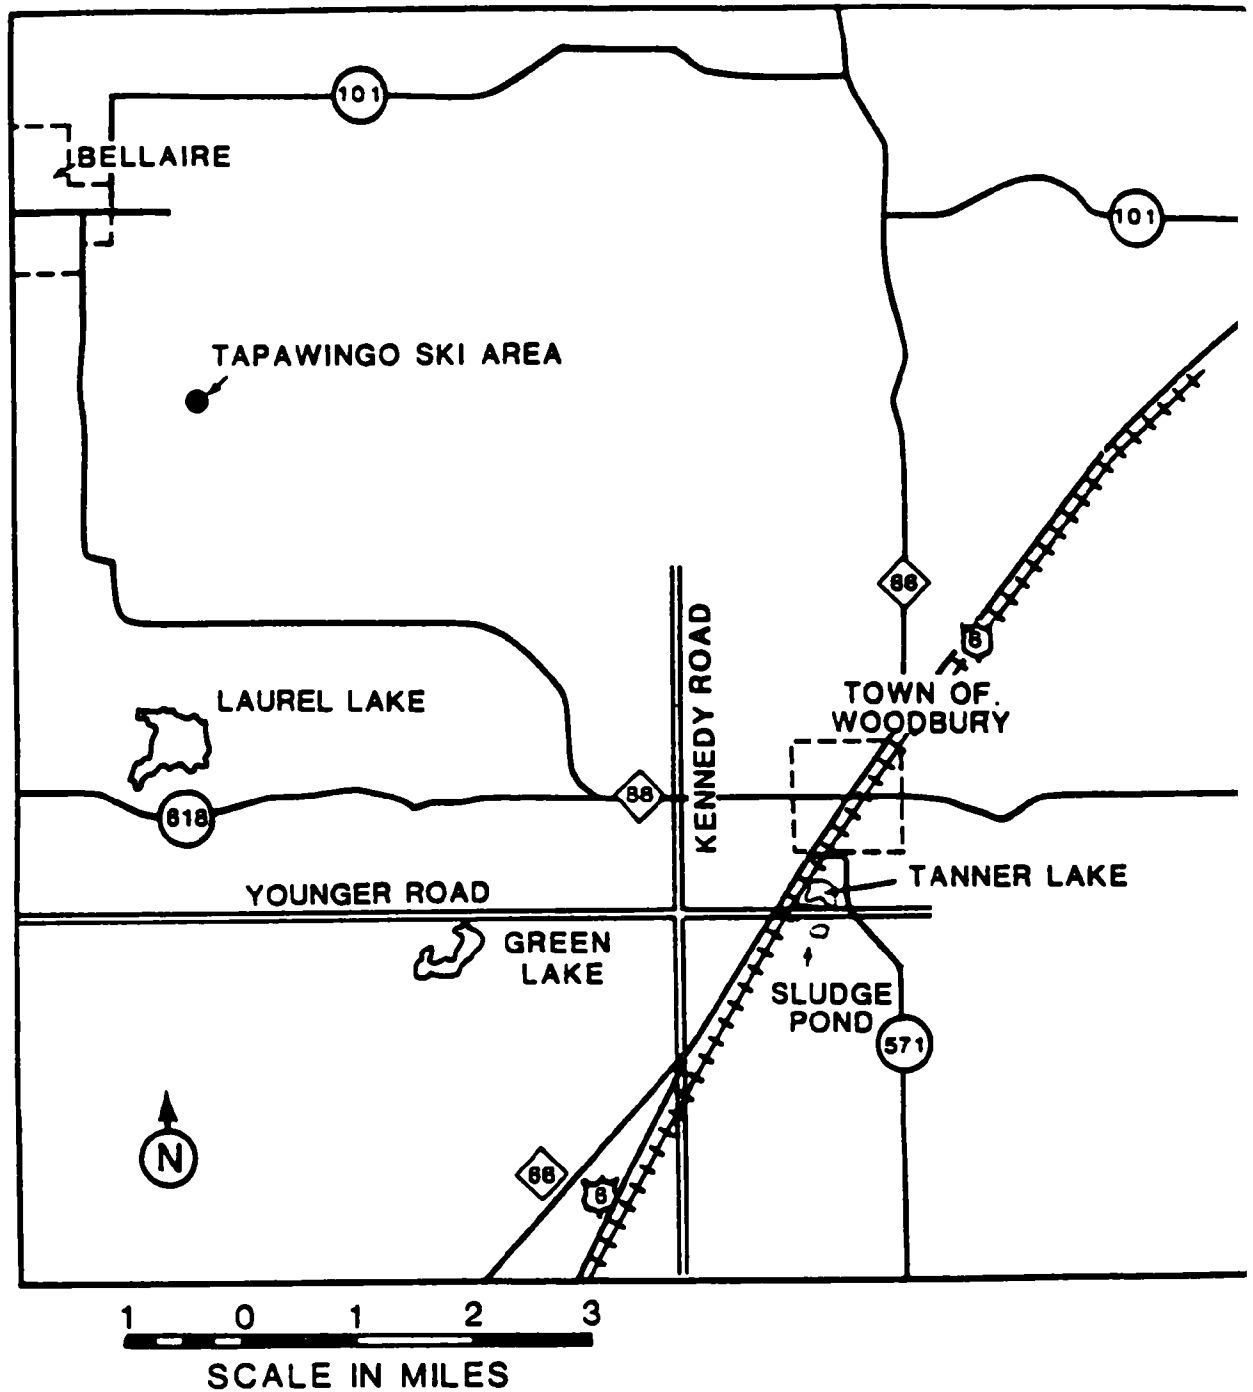 101
BELLAIRE
101
TAPAWINGO SKI AREA
66
6
KENNEDY ROAD
TOWN OF.
WOODBURY
LAUREL LAKE
88
618
TANNER LAKE
YOUNGER ROAD
GREEN
LAKE
SLUDGE
POND
571
N
66
6
1 0 1 2 3
SCALE IN MILES